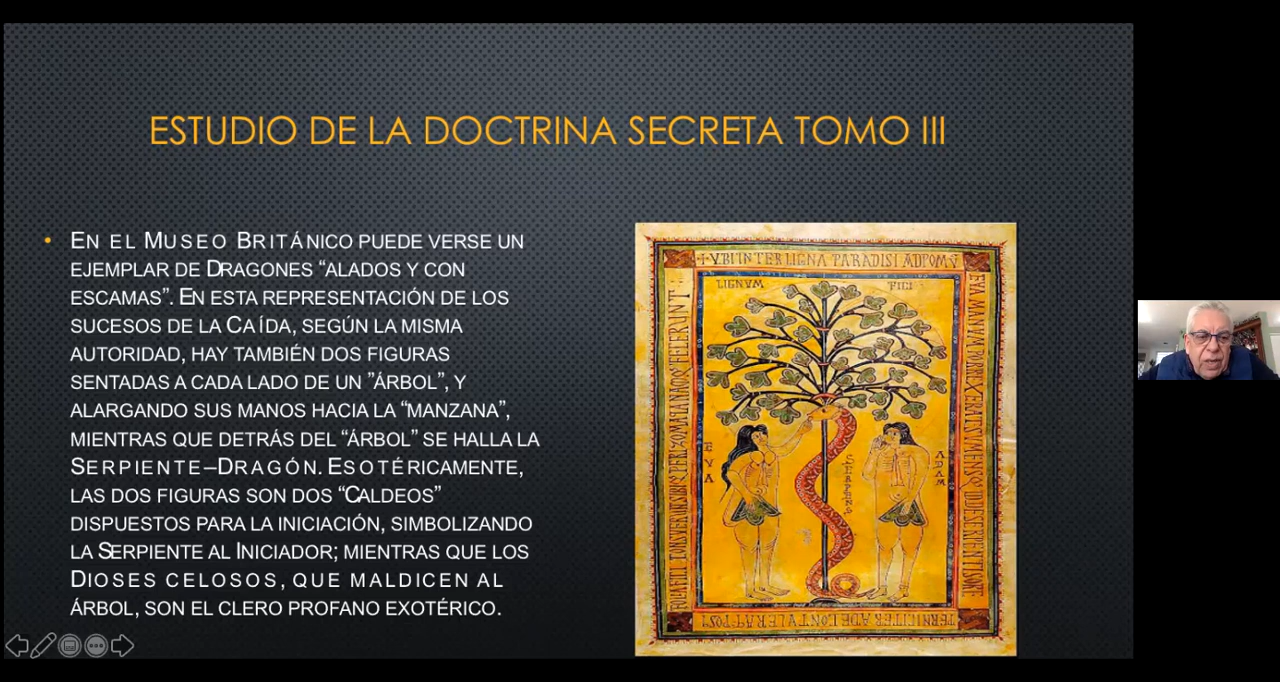 ESTUDIO DE LA DOCTRINA SECRETA TOMO III
• EN EL MUSEO BRITÁNICO PUEDE VERSE UN
EJEMPLAR DE DRAGONES “ALADOS Y CON
ESCAMAS”. EN ESTA REPRESENTACIÓN DE LOS
SUCESOS DE LA CAÍDA, SEGÚN LA MISMA
AUTORIDAD, HAY TAMBIÉN DOS FIGURAS
SENTADAS A CADA LADO DE UN ”ÁRBOL”, Y
ALARGANDO SUS MANOS HACIA LA “MANZANA”,
MIENTRAS QUE DETRÁS DEL “ÁRBOL” SE HALLA LA
SERPIENTE–DRAGÓN. ESOTÉRICAMENTE,
LAS DOS FIGURAS SON DOS “CALDEOS”
DISPUESTOS PARA LA INICIACIÓN, SIMBOLIZANDO
LA SERPIENTE AL INICIADOR; MIENTRAS QUE LOS
DIOSES CELOSOS, QUE MALDICEN AL
ÁRBOL, SON EL CLERO PROFANO EXOTÉRICO.
LIGNVM FICI
EVA
SERPENS
ADAM